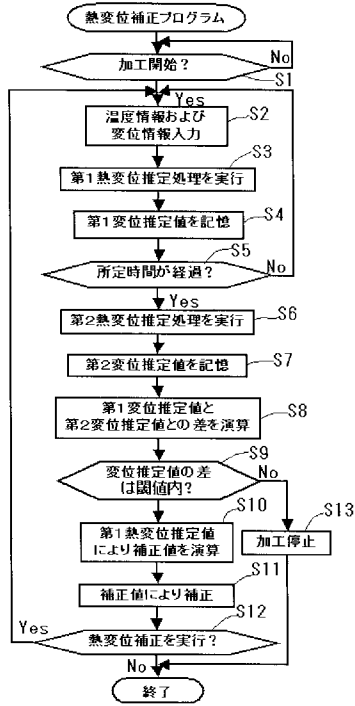 熱変位補正プログラム
加工開始?
No
S1
Yes
温度情報および
変位情報入力
S2
S3
第1熱変位推定処理を実行
S4
第1変位推定値を記憶
S5
所定時間が経過?
No
Yes
第2熱変位推定処理を実行
S6
第2変位推定値を記憶
S7
第1変位推定値と
第2変位推定値との差を演算
S8
S9
変位推定値の差
は閾値内?
No
Yes
S10
第1熱変位推定値
により補正値を演算
S13
加工停止
S11
補正値により補正
S12
Yes
熱変位補正を実行?
No
終了